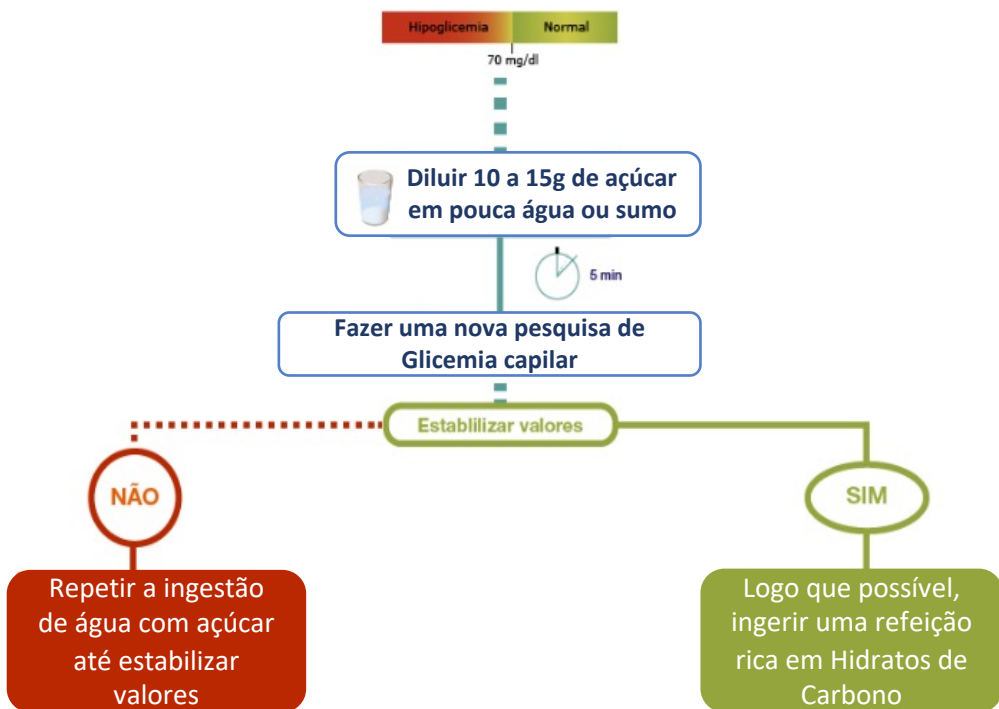 Hipoglicemia Normal
70 mg/dl
Diluir 10 a 15g de açúcar
em pouca água ou sumo
5 min
Fazer uma nova pesquisa de
Glicemia capilar
Establilizar valores
NÃO
SIM
Repetir a ingestão
de água com açúcar
até estabilizar
valores
Logo que possível,
ingerir uma refeição
rica em Hidratos de
Carbono